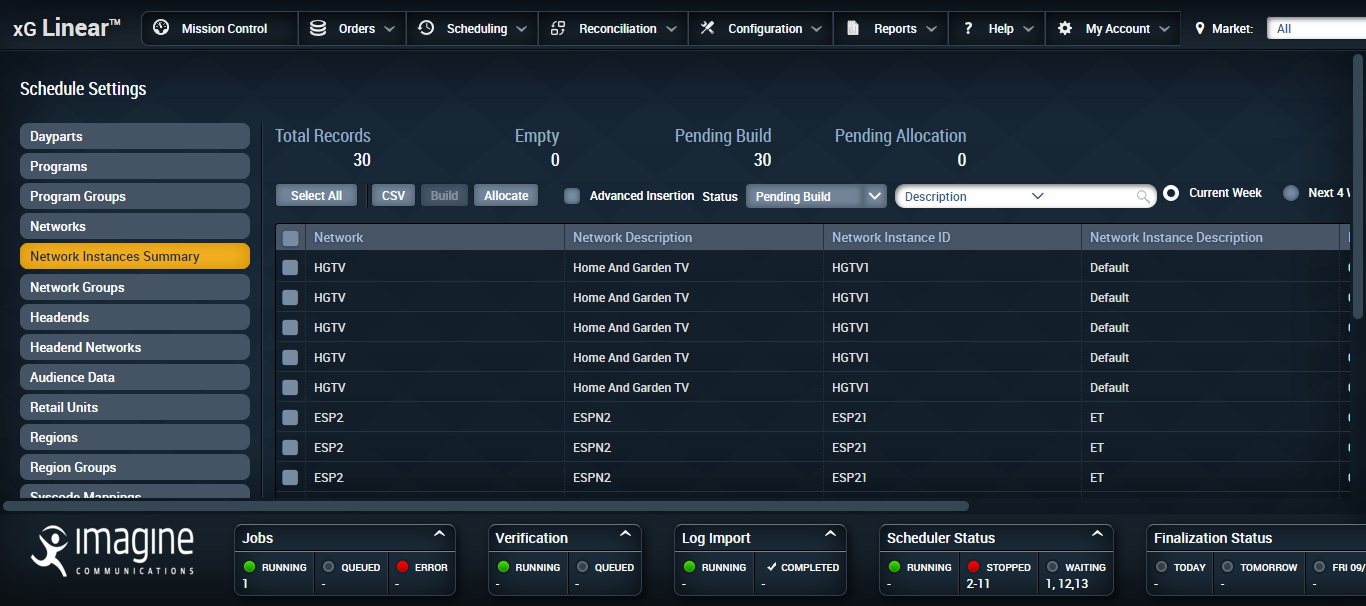 xG Linear™ Mission Control Orders Scheduling Reconciliation Configuration Reports ? Help My Account Market: All
Schedule Settings
Dayparts
Programs
Program Groups
Networks
Network Instances Summary
Network Groups
Headends
Headend Networks
Audience Data
Retail Units
Regions
Region Groups
Syscode Mappings
Total Records Empty Pending Build Pending Allocation
30 0 30 0
Select All CSV Build Allocate Advanced Insertion Status Pending Build Description Current Week Next 4
Network Network Description Network Instance ID Network Instance Description
HGTV Home And Garden TV HGTV1 Default
HGTV Home And Garden TV HGTV1 Default
HGTV Home And Garden TV HGTV1 Default
HGTV Home And Garden TV HGTV1 Default
HGTV Home And Garden TV HGTV1 Default
ESP2 ESPN2 ESP21 ET
ESP2 ESPN2 ESP21 ET
ESP2 ESPN2 ESP21 ET
imagine
COMMUNICATIONS
Jobs
RUNNING QUEUED ERROR
1 - -
Verification
RUNNING QUEUED
- -
Log Import
RUNNING COMPLETED
- -
Scheduler Status
RUNNING STOPPED WAITING
- 2-11 1, 12,13
Finalization Status
TODAY TOMORROW FRI 09/
- - -